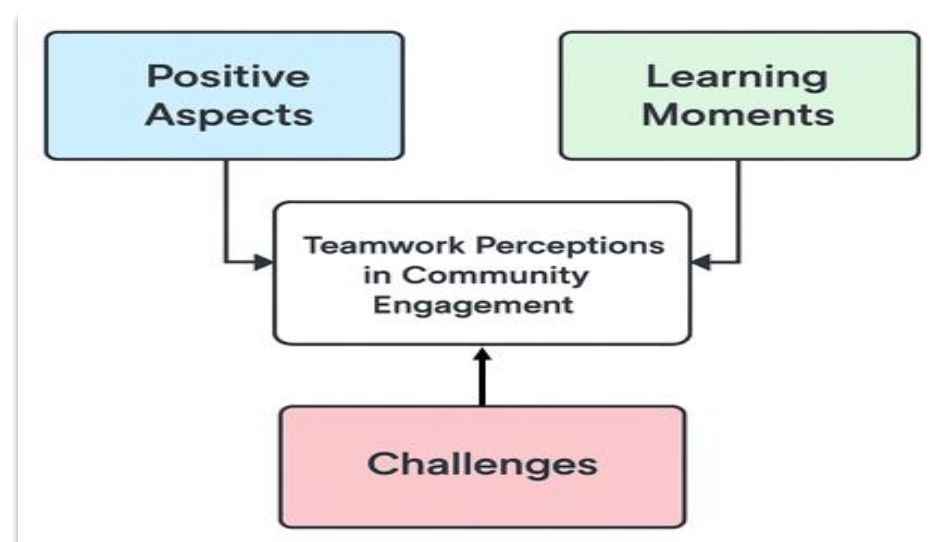 Positive
Aspects
Learning
Moments
Teamwork Perceptions
in Community
Engagement
Challenges